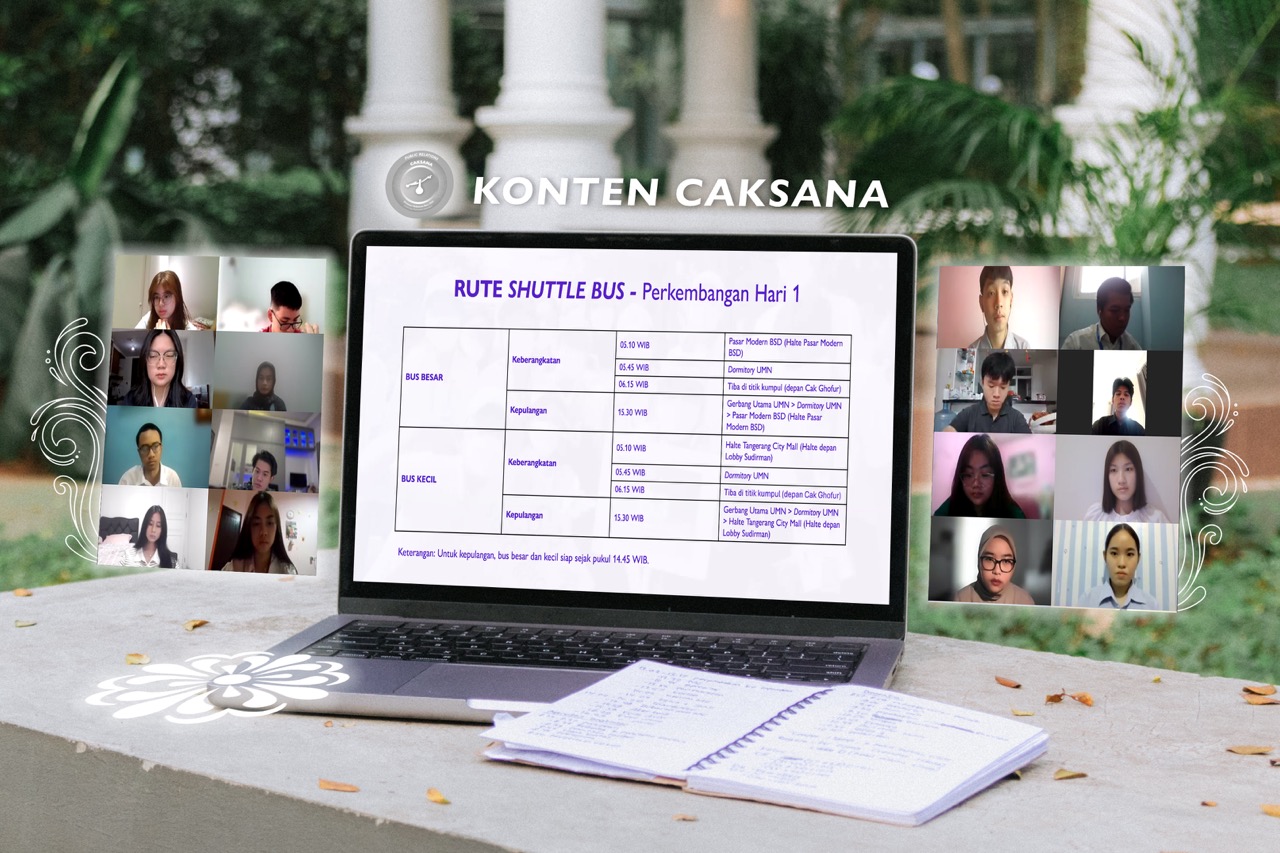 PUBLIC RELATIONS
CAKSANA
KONTEN CAKSANA
RUTE SHUTTLE BUS - Perkembangan Hari 1
BUS BESAR
Keberangkatan
05.10 WIB
Pasar Modern BSD (Halte Pasar Modern
BSD)
05.45 WIB
Dormitory UMN
06.15 WIB
Tiba di titik kumpul (depan Cak Ghofur)
Kepulangan
15.30 WIB
Gerbang Utama UMN > Dormitory UMN
> Pasar Modern BSD (Halte Pasar
Modern BSD)
BUS KECIL
Keberangkatan
05.10 WIB
Halte Tangerang City Mall (Halte depan
Lobby Sudirman)
05.45 WIB
Dormitory UMN
06.15 WIB
Tiba di titik kumpul (depan Cak Ghofur)
Kepulangan
15.30 WIB
Gerbang Utama UMN > Dormitory UMN
> Halte Tangerang City Mall (Halte depan
Lobby Sudirman)
Keterangan: Untuk kepulangan, bus besar dan kecil siap sejak pukul 14.45 WIB.